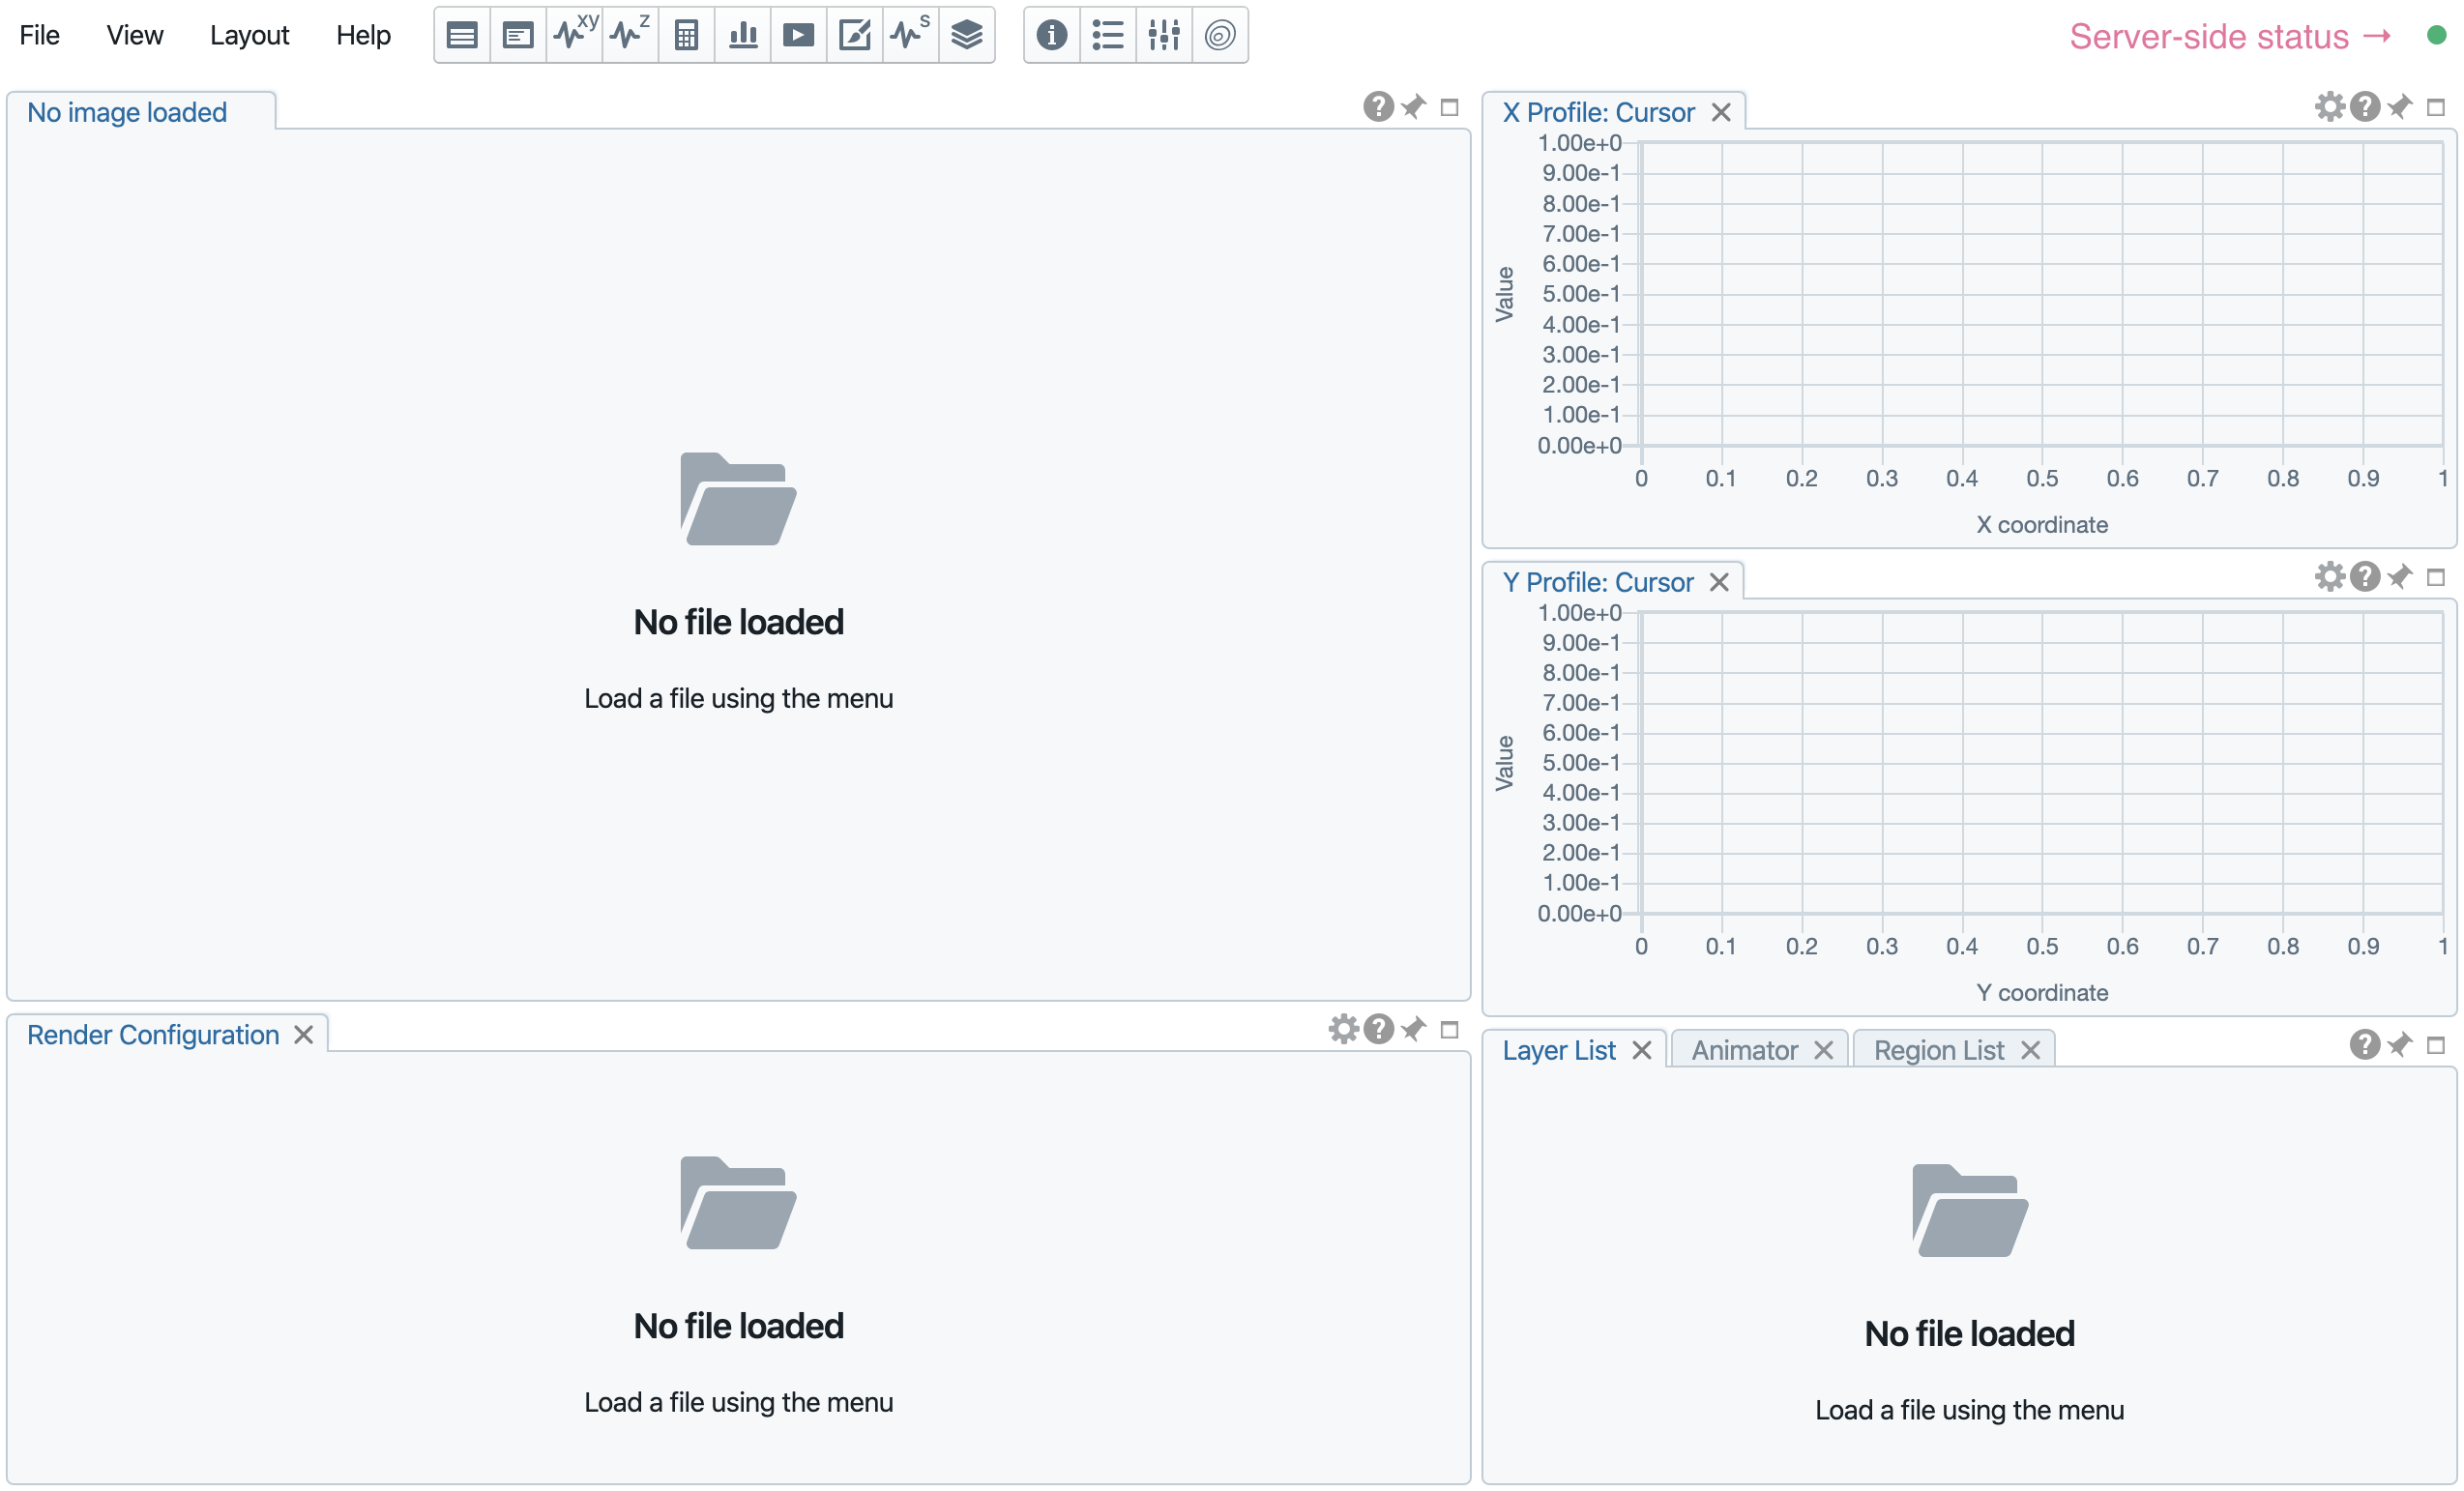 File View Layout Help xy z s Server-side status →
No image loaded
No file loaded
Load a file using the menu
X Profile: Cursor
1.00e+0
9.00e-1
8.00e-1
7.00e-1
6.00e-1
5.00e-1
4.00e-1
3.00e-1
2.00e-1
1.00e-1
0.00e+0
Value
0 0.1 0.2 0.3 0.4 0.5 0.6 0.7 0.8 0.9 1
X coordinate
Y Profile: Cursor
1.00e+0
9.00e-1
8.00e-1
7.00e-1
6.00e-1
5.00e-1
4.00e-1
3.00e-1
2.00e-1
1.00e-1
0.00e+0
Value
0 0.1 0.2 0.3 0.4 0.5 0.6 0.7 0.8 0.9 1
Y coordinate
Render Configuration
No file loaded
Load a file using the menu
Layer List Animator Region List
No file loaded
Load a file using the menu